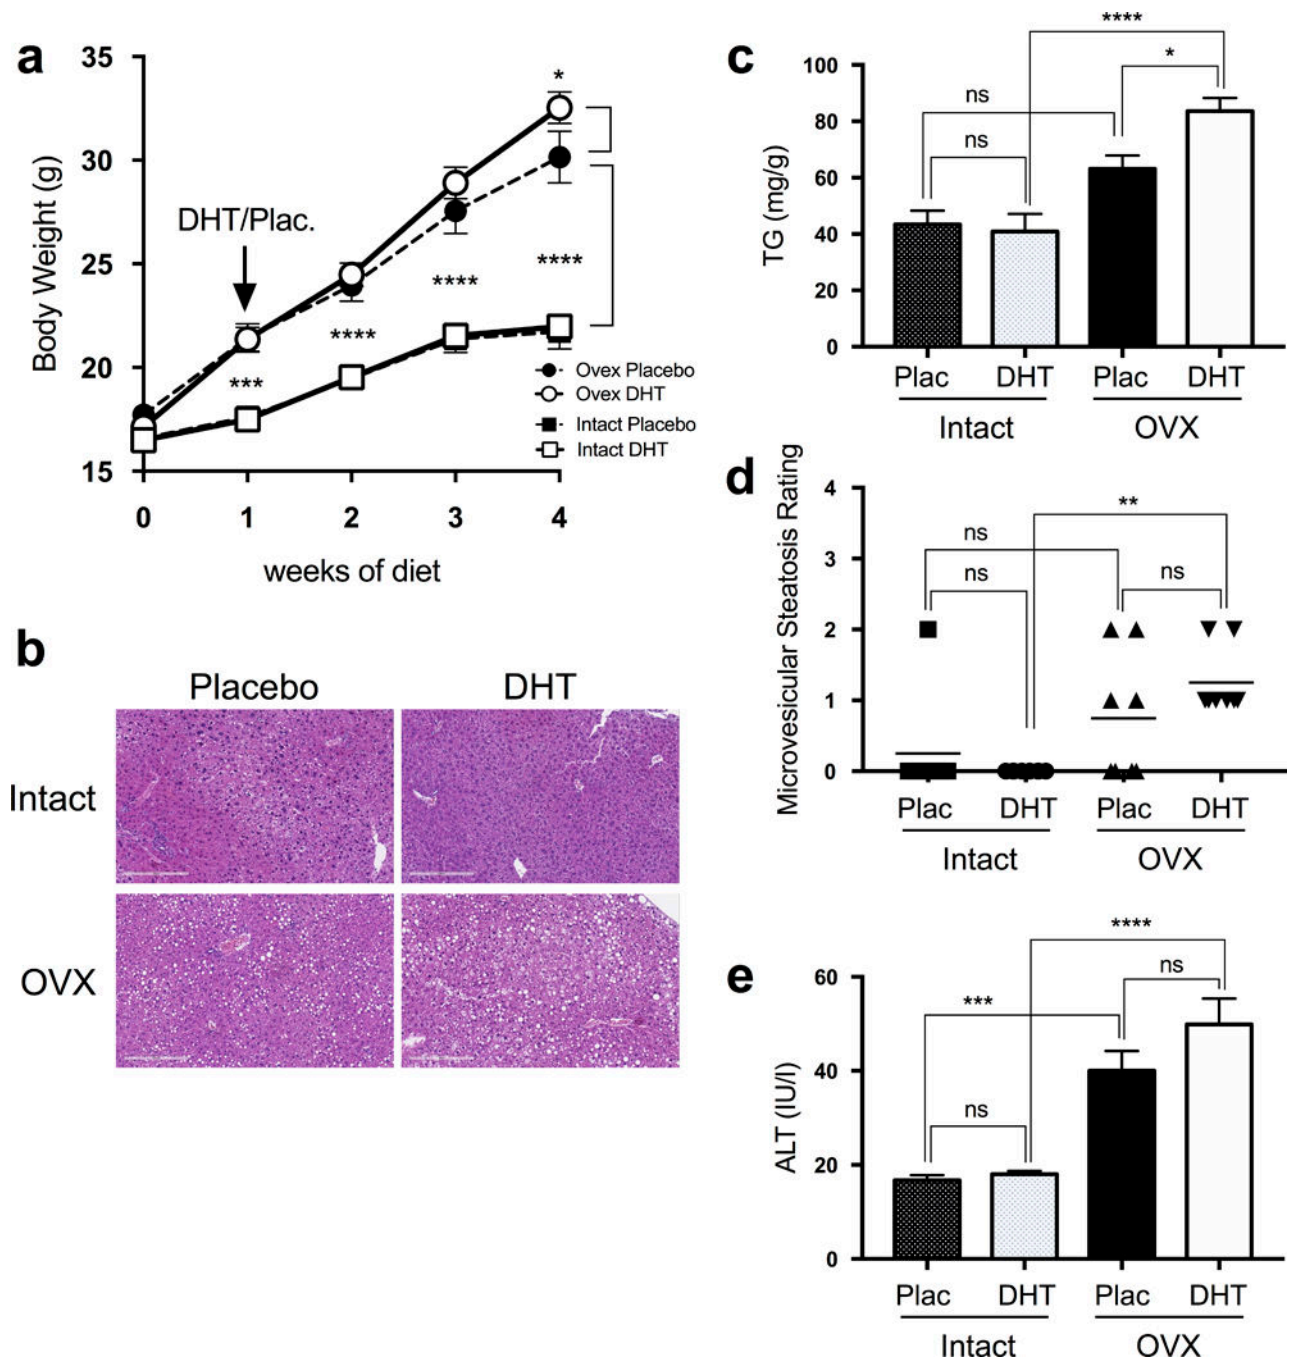 a
35
30
25
20
15
Body Weight (g)
DHT/Plac.
*
****
****
****
***
Ovex Placebo
Ovex DHT
Intact Placebo
Intact DHT
0 1 2 3 4
weeks of diet
b
Placebo DHT
Intact
OVX
c
****
*
ns
ns
100
80
60
40
20
0
TG (mg/g)
Plac DHT Plac DHT
Intact OVX
d
Microvesicular Steatosis Rating
4
3
2
1
0
**
ns
ns
ns
Plac DHT Plac DHT
Intact OVX
e
****
ns
***
ns
60
40
20
0
ALT (IU/l)
Plac DHT Plac DHT
Intact OVX